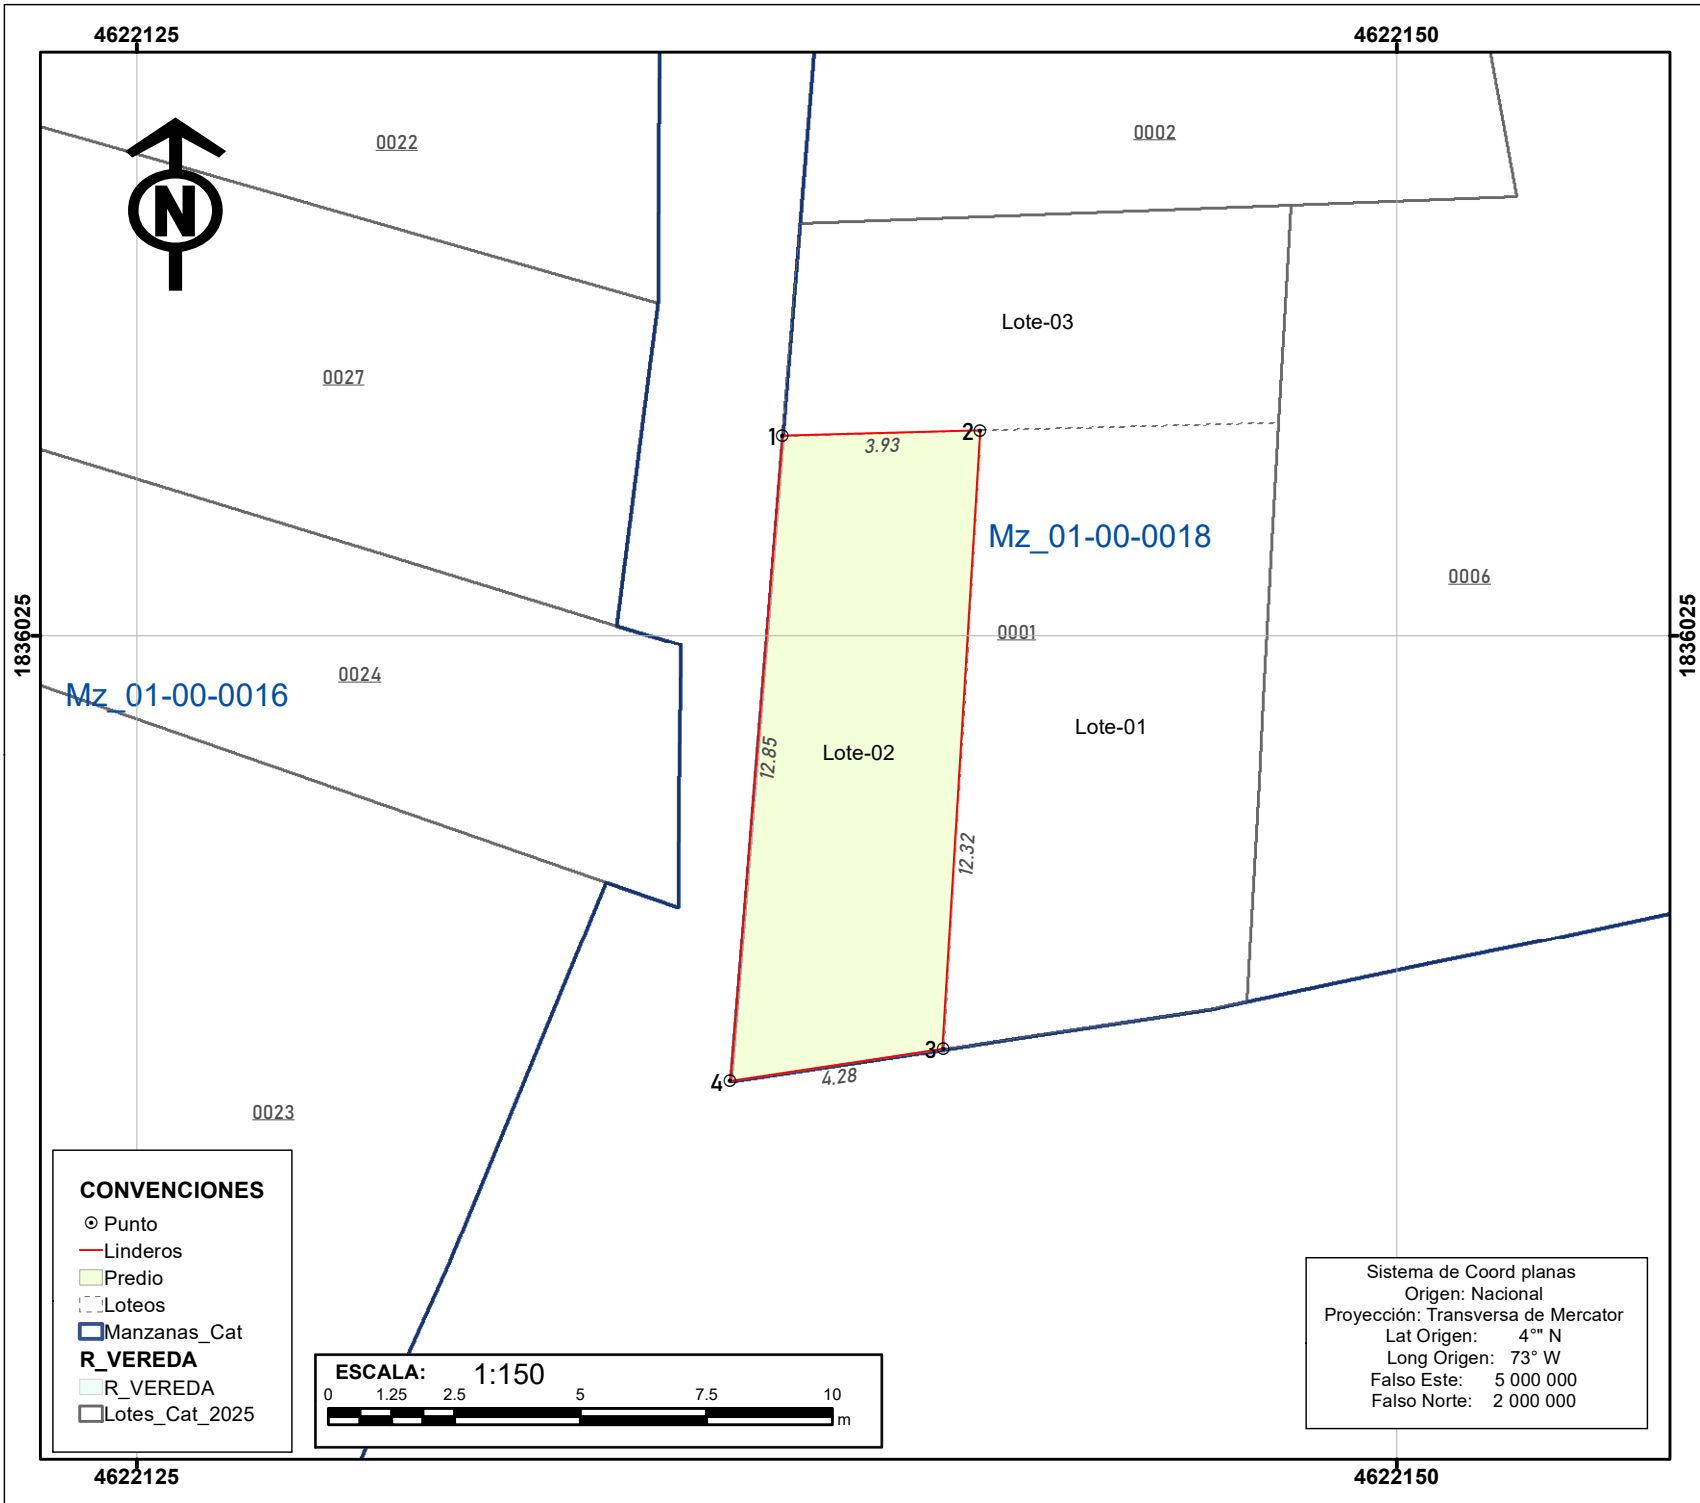 4622125
4622150
0022
0002
N
Lote-03
0027
1
2
3.93
Mz_01-00-0018
0006
1836025
0001
1836025
0024
Mz_01-00-0016
Lote-01
12.85
Lote-02
12.32
3
4
4.28
0023
CONVENCIONES
Punto
Linderos
Predio
Loteos
Manzanas_Cat
R_VEREDA
R_VEREDA
Lotes_Cat_2025
ESCALA: 1:150
0 1.25 2.5 5 7.5 10
m
Sistema de Coord planas
Origen: Nacional
Proyección: Transversa de Mercator
Lat Origen: 4°" N
Long Origen: 73° W
Falso Este: 5 000 000
Falso Norte: 2 000 000
4622125
4622150